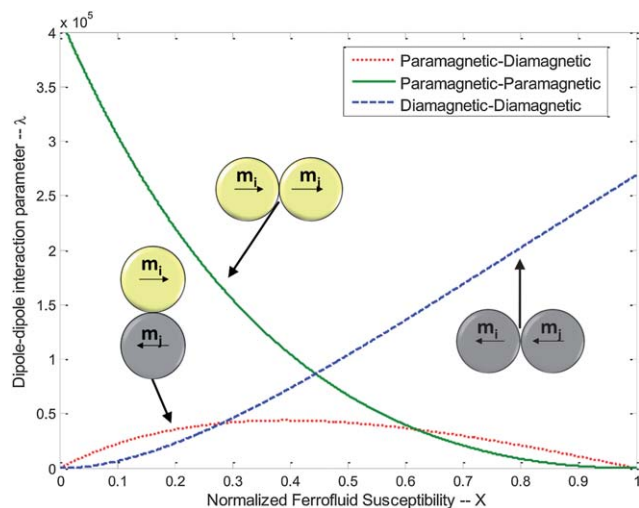 4 x 10⁵
Paramagnetic-Diamagnetic
Paramagnetic-Paramagnetic
Diamagnetic-Diamagnetic
3.5
3
2.5
2
1.5
1
0.5
0
Dipole-dipole interaction parameter -- λ
mᵢ mⱼ
mᵢ
mⱼ
mᵢ mⱼ
0 0.1 0.2 0.3 0.4 0.5 0.6 0.7 0.8 0.9 1
Normalized Ferrofluid Susceptibility -- X